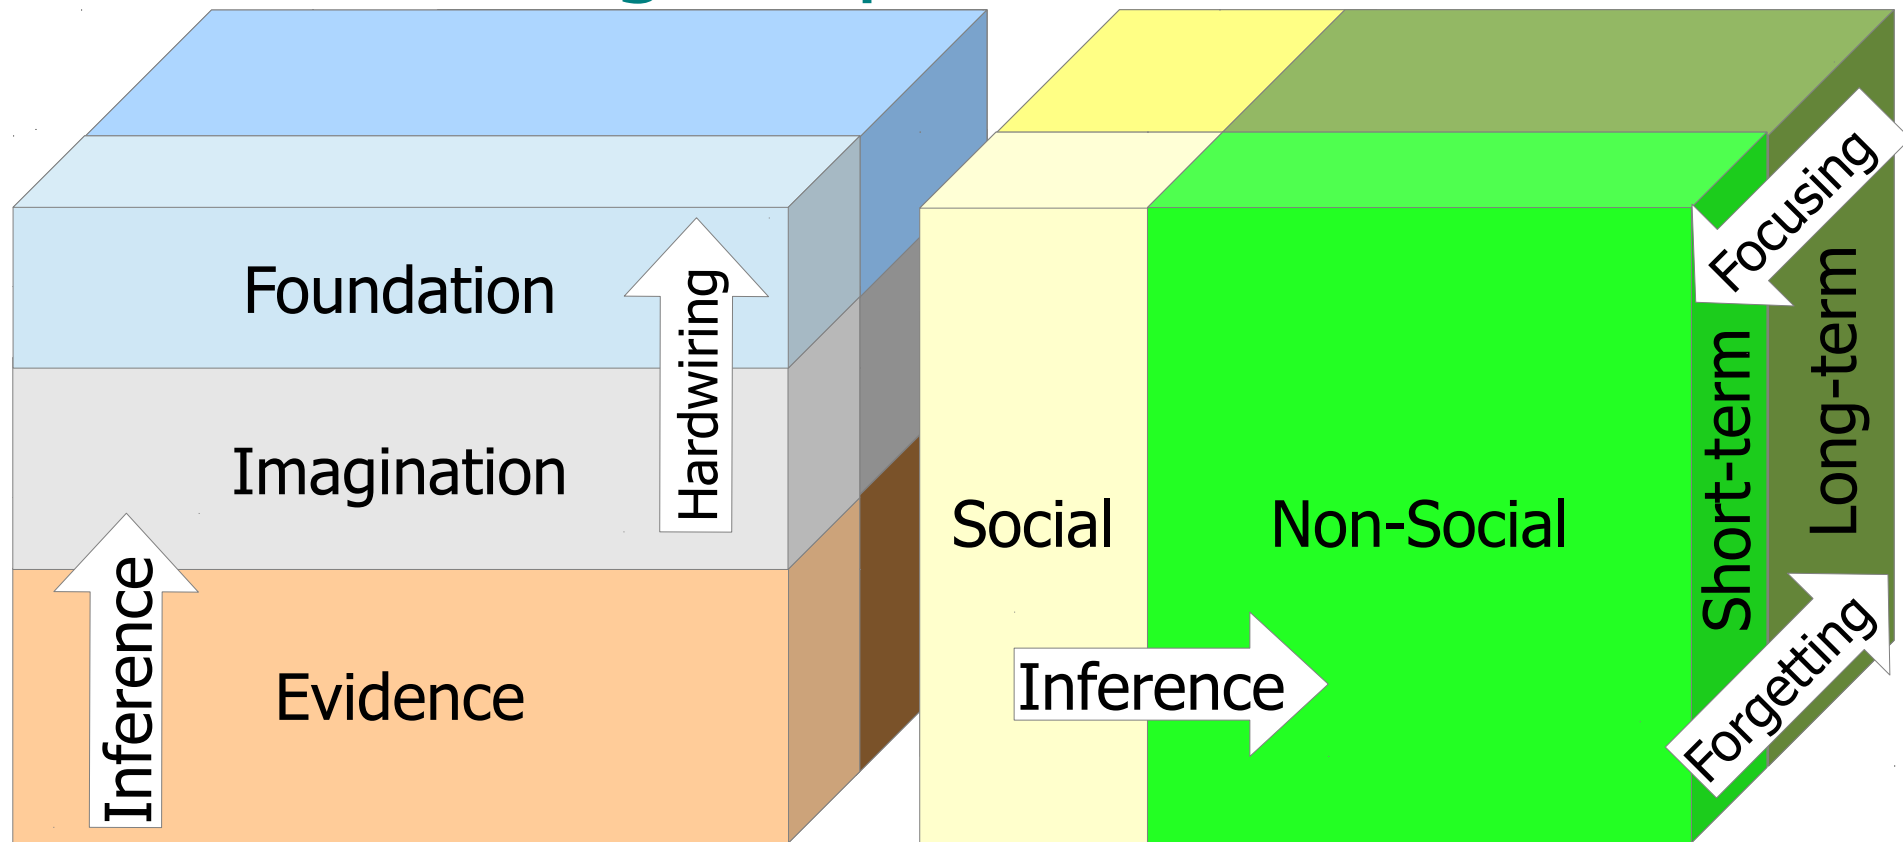 Foundation
Hardwiring
Imagination
Inference
Evidence
Social
Non-Social
Inference
Short-term
Long-term
Focusing
Forgetting